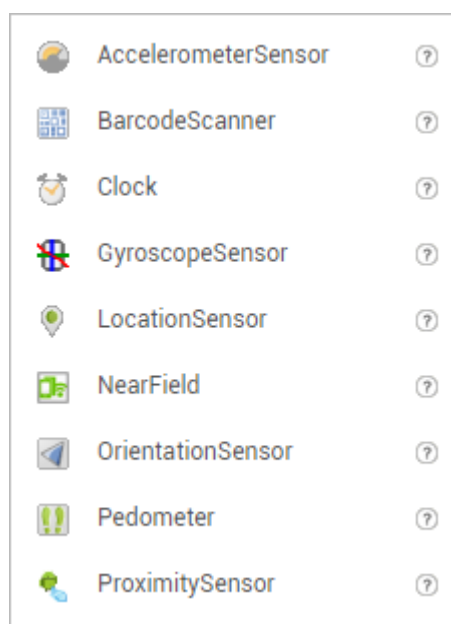 AccelerometerSensor ?
BarcodeScanner ?
Clock ?
GyroscopeSensor ?
LocationSensor ?
NearField ?
OrientationSensor ?
Pedometer ?
ProximitySensor ?